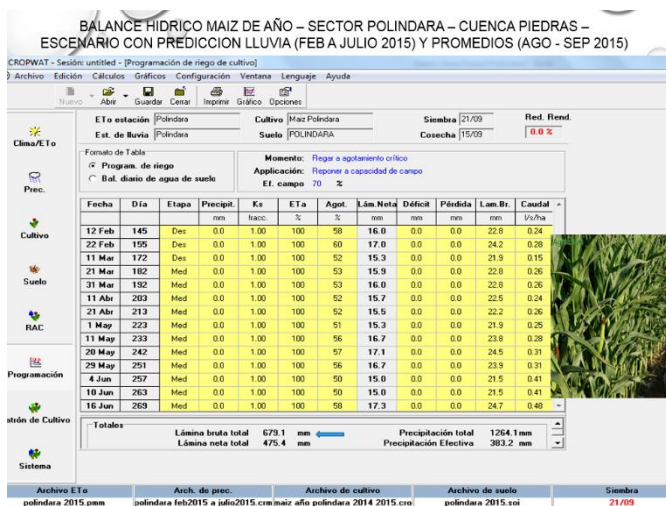 BALANCE HIDRICO MAIZ DE AÑO – SECTOR POLINDARA – CUENCA PIEDRAS –
ESCENARIO CON PREDICCION LLUVIA (FEB A JULIO 2015) Y PROMEDIOS (AGO - SEP 2015)
CROPWAT - Sesión: untitled - [Programación de riego de cultivo]
Archivo Edición Cálculos Gráficos Configuración Ventana Lenguaje Ayuda
Nuevo Abrir Guardar Cerrar Imprimir Gráfico Opciones
ETo estación Polindara Cultivo Maiz Polindara Siembra 21/09 Red. Rend.
Est. de lluvia Polindara Suelo POLINDARA Cosecha 15/09 0.0 %
Clima/ETo
Formato de Tabla
Program. de riego
Bal. diario de agua de suelo
Momento: Regar a agotamiento crítico
Aplicación: Reponer a capacidad de campo
Ef. campo 70 %
Prec.
Cultivo
Suelo
RAC
Programación
atrón de Cultivo
Sistema
Fecha Día Etapa Precipit. Ks ETa Agot. Lám.Neta Déficit Pérdida Lam.Br. Caudal
mm fracc. % % mm mm mm mm l/s/ha
12 Feb 145 Des 0.0 1.00 100 58 16.0 0.0 0.0 22.8 0.24
22 Feb 155 Des 0.0 1.00 100 60 17.0 0.0 0.0 24.2 0.28
11 Mar 172 Des 0.0 1.00 100 52 15.3 0.0 0.0 21.9 0.15
21 Mar 182 Med 0.0 1.00 100 53 15.9 0.0 0.0 22.8 0.26
31 Mar 192 Med 0.0 1.00 100 53 16.0 0.0 0.0 22.8 0.26
11 Abr 203 Med 0.0 1.00 100 52 15.7 0.0 0.0 22.5 0.24
21 Abr 213 Med 0.0 1.00 100 52 15.5 0.0 0.0 22.2 0.26
1 May 223 Med 0.0 1.00 100 51 15.3 0.0 0.0 21.9 0.25
11 May 233 Med 0.0 1.00 100 56 16.7 0.0 0.0 23.8 0.28
20 May 242 Med 0.0 1.00 100 57 17.1 0.0 0.0 24.5 0.31
29 May 251 Med 0.0 1.00 100 56 16.7 0.0 0.0 23.9 0.31
4 Jun 257 Med 0.0 1.00 100 50 15.0 0.0 0.0 21.5 0.41
10 Jun 263 Med 0.0 1.00 100 50 15.0 0.0 0.0 21.5 0.41
16 Jun 269 Med 0.0 1.00 100 58 17.3 0.0 0.0 24.7 0.48
Totales
Lámina bruta total 679.1 mm Precipitación total 1264.1 mm
Lámina neta total 475.4 mm Precipitación Efectiva 383.2 mm
Archivo ETo Arch. de prec. Archivo de cultivo Archivo de suelo Siembra
polindara 2015.pmm polindara feb2015 a julio2015.crm maiz año polindara 2014 2015.cro polindara 2015.soi 21/09